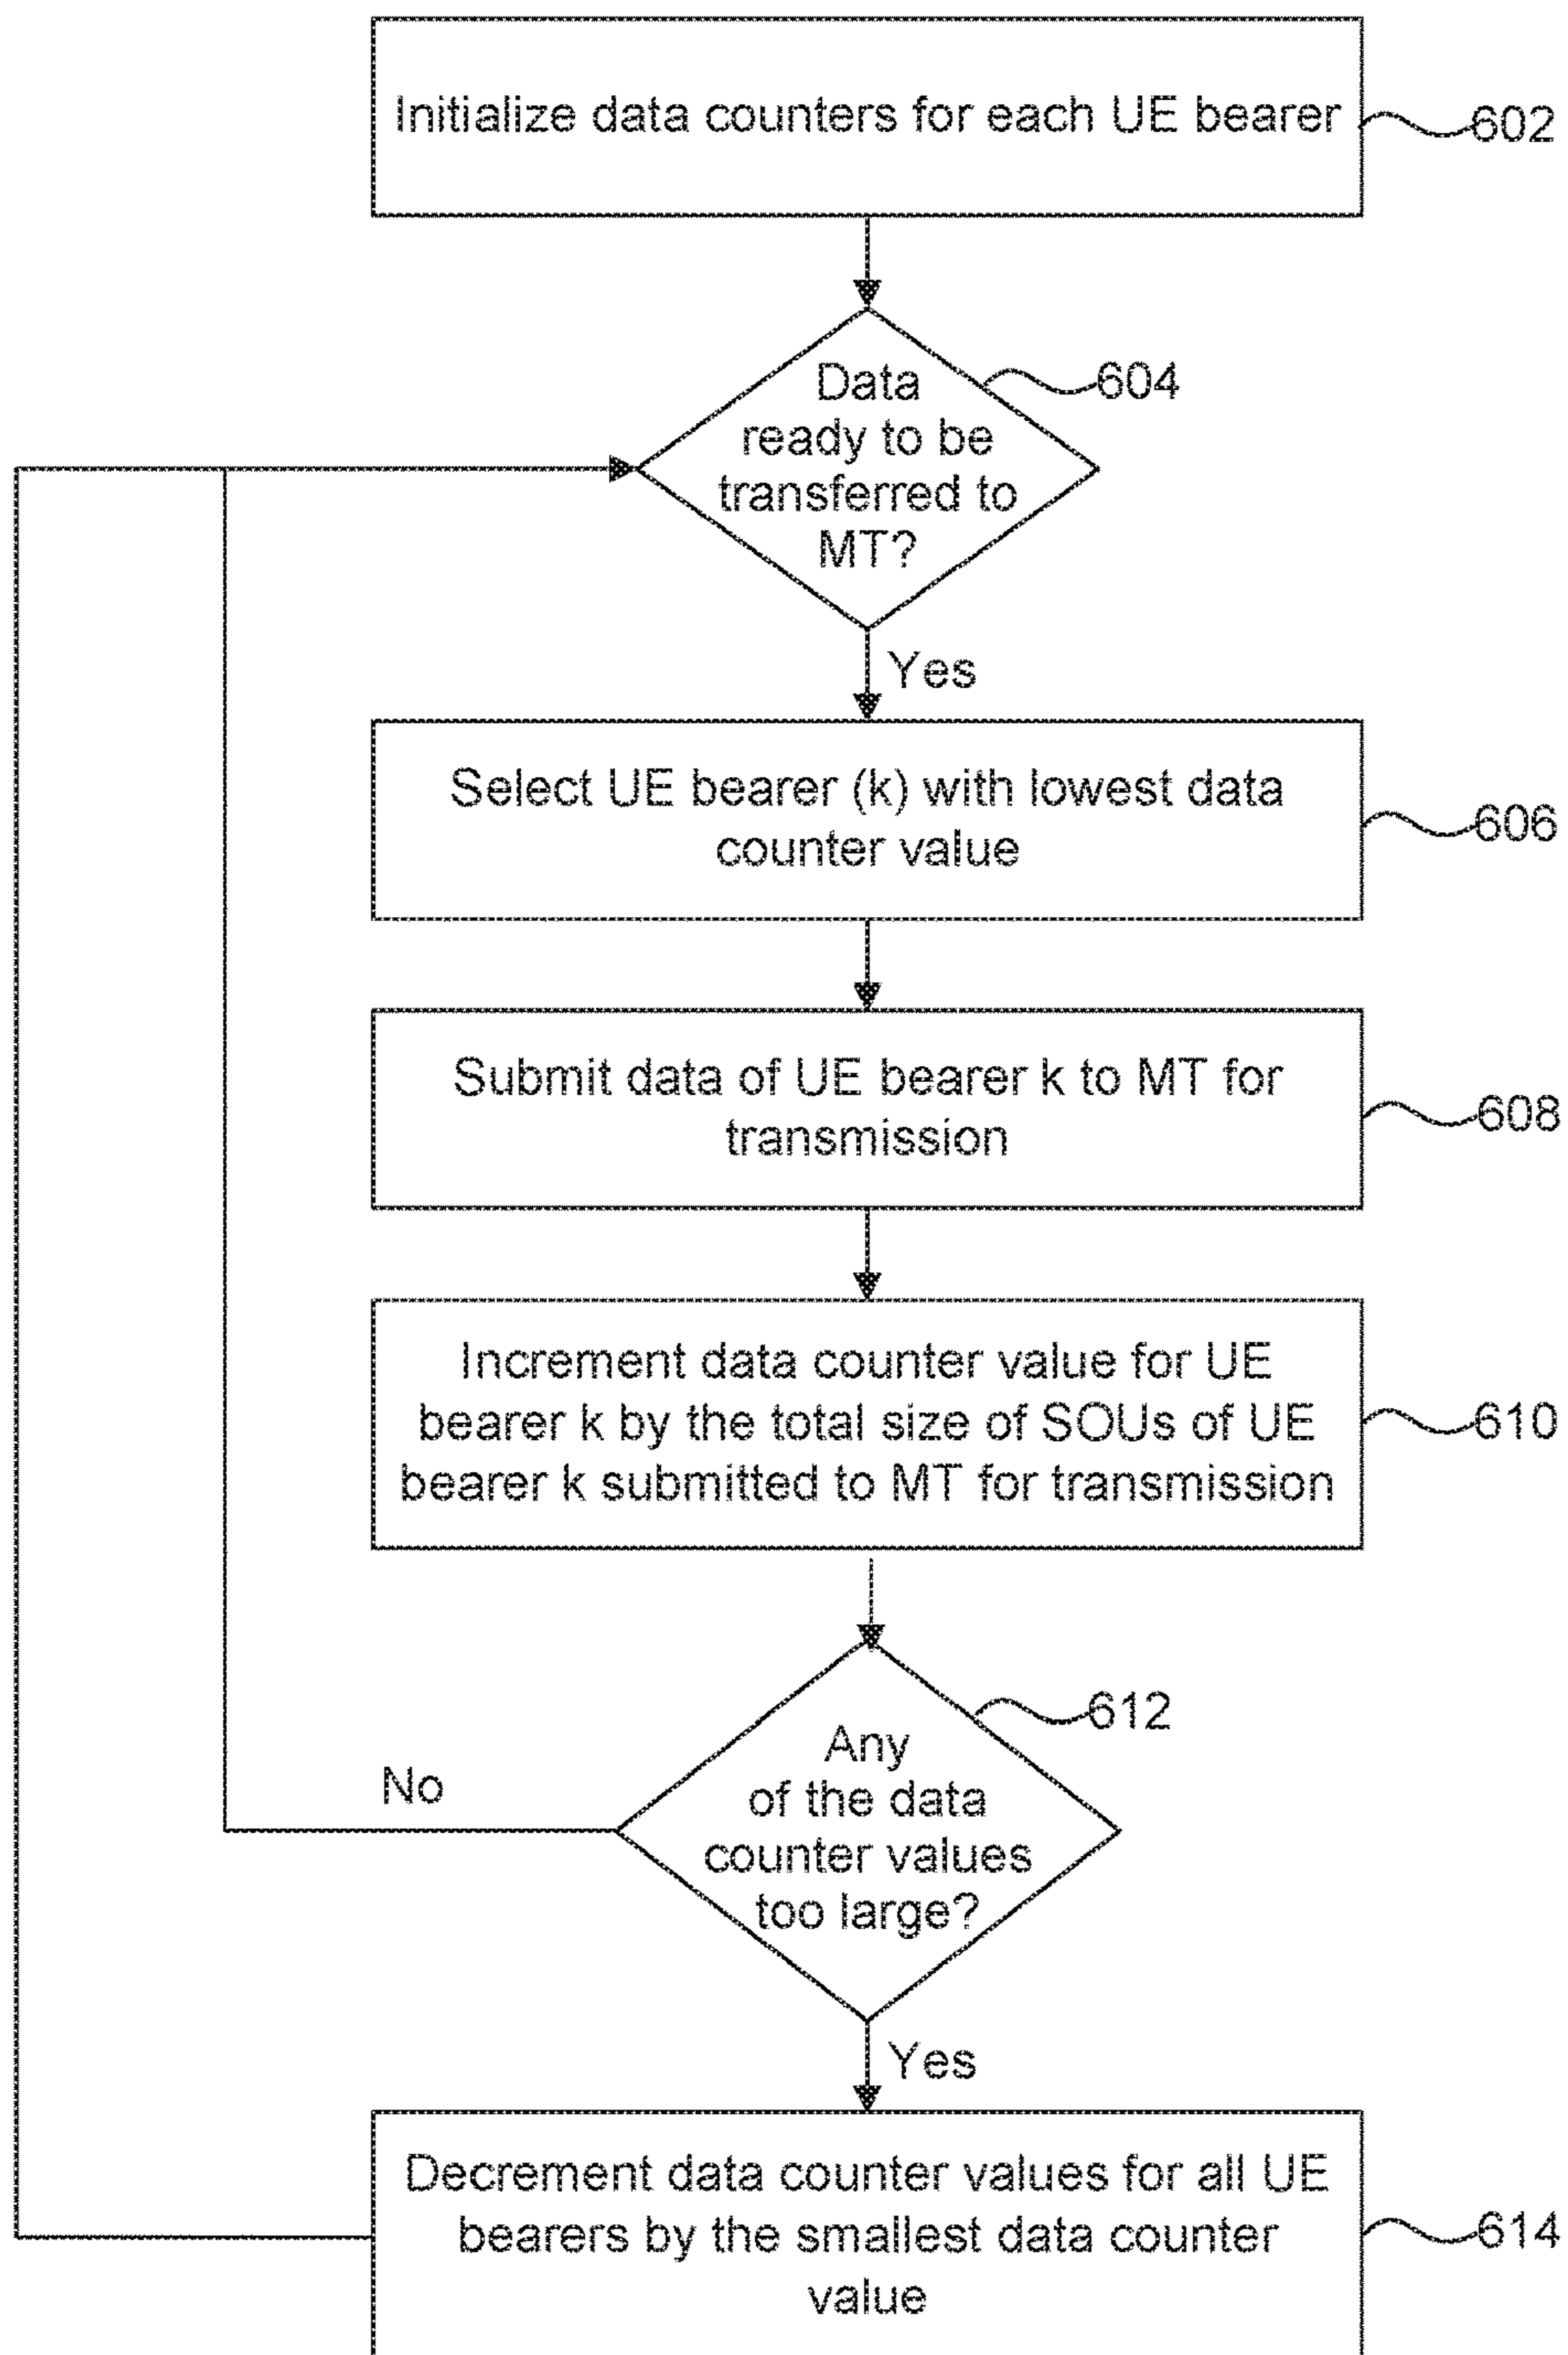 Initialize data counters for each UE bearer
602
Data
604
ready to be
transferred to
MT?
Yes
Select UE bearer (k) with lowest data
counter value
606
Submit data of UE bearer k to MT for
transmission
608
Increment data counter value for UE
bearer k by the total size of SOUs of UE
bearer k submitted to MT for transmission
610
612
Any
of the data
counter values
too large?
No
Yes
Decrement data counter values for all UE
bearers by the smallest data counter
value
614